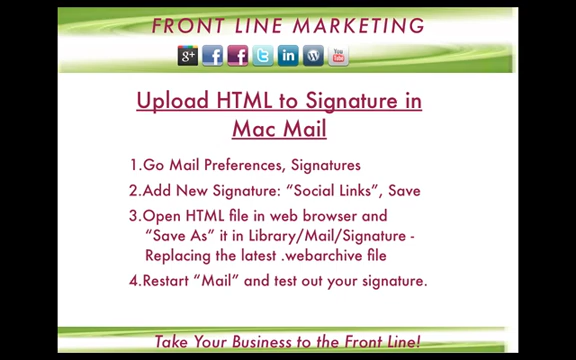 FRONT LINE MARKETING
g+ f f t in W You Tube
Upload HTML to Signature in
Mac Mail
1.Go Mail Preferences, Signatures
2.Add New Signature: “Social Links”, Save
3.Open HTML file in web browser and
“Save As” it in Library/Mail/Signature -
Replacing the latest .webarchive file
4.Restart “Mail” and test out your signature.
Take Your Business to the Front Line!